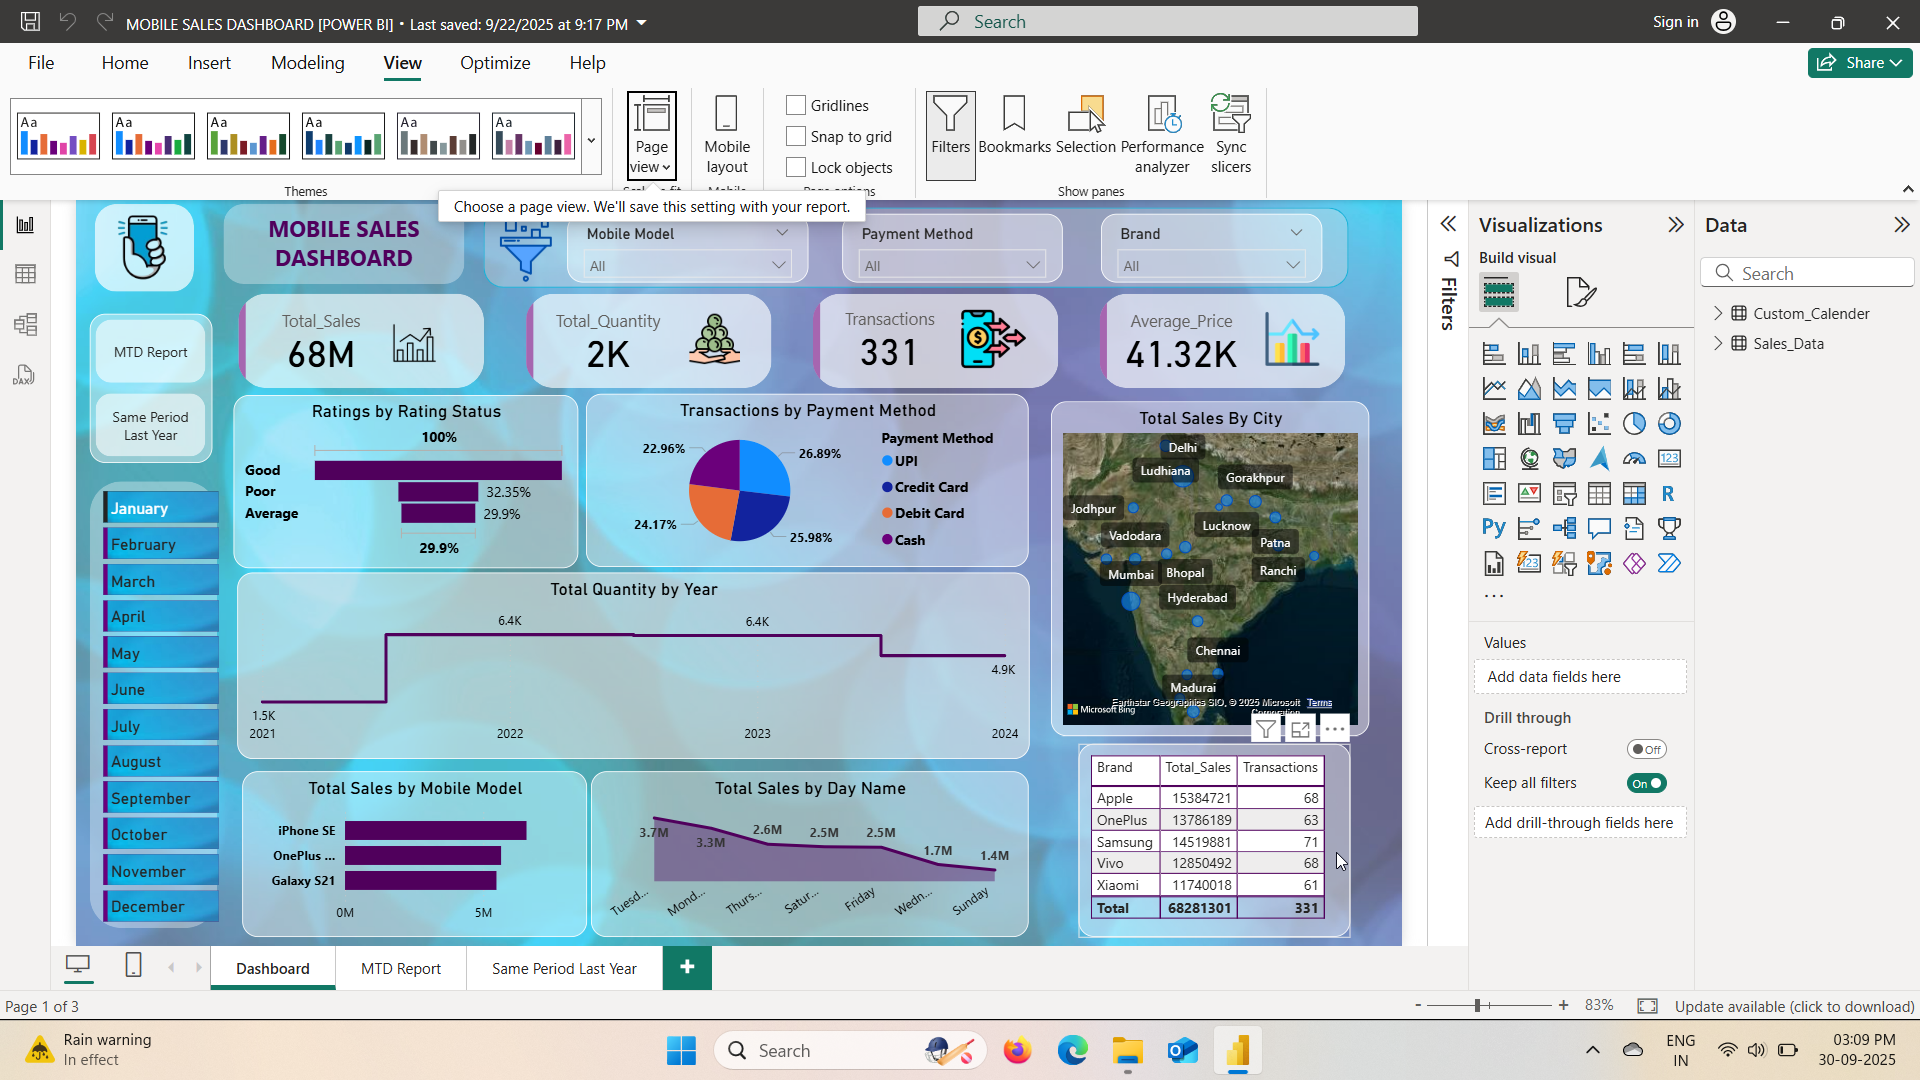 MOBILE SALES DASHBOARD [POWER BI] • Last saved: 9/22/2025 at 9:17 PM
Search
Sign in
File
Home
Insert
Modeling
View
Optimize
Help
Share
Aa
Aa
Aa
Aa
Aa
Aa
Page view
Mobile layout
Gridlines
Snap to grid
Lock objects
Filters
Bookmarks
Selection
Performance analyzer
Sync slicers
Themes
Mobile
Page options
Show panes
Choose a page view. We'll save this setting with your report.
MOBILE SALES
DASHBOARD
Mobile Model
All
Payment Method
All
Brand
All
MTD Report
Same Period
Last Year
Total_Sales
68M
Total_Quantity
2K
Transactions
331
Average_Price
41.32K
January
February
March
April
May
June
July
August
September
October
November
December
Ratings by Rating Status
100%
Good
Poor
32.35%
Average
29.9%
29.9%
Transactions by Payment Method
22.96%
26.89%
24.17%
25.98%
Payment Method
UPI
Credit Card
Debit Card
Cash
Total Sales By City
Delhi
Ludhiana
Gorakhpur
Jodhpur
Lucknow
Vadodara
Patna
Mumbai
Bhopal
Ranchi
Hyderabad
Chennai
Madurai
Earthstar Geographics SIO, © 2025 Microsoft Corporation
Terms
Microsoft Bing
Total Quantity by Year
6.4K
6.4K
4.9K
1.5K
2021
2022
2023
2024
Total Sales by Mobile Model
iPhone SE
OnePlus ...
Galaxy S21
0M
5M
Total Sales by Day Name
3.7M
3.3M
2.6M
2.5M
2.5M
1.7M
1.4M
Tuesd...
Mond...
Thurs...
Satur...
Friday
Wedn...
Sunday
Brand Total_Sales Transactions
Apple 15384721 68
OnePlus 13786189 63
Samsung 14519881 71
Vivo 12850492 68
Xiaomi 11740018 61
Total 68281301 331
Filters
Visualizations
Build visual
123
R
Py
123
...
Values
Add data fields here
Drill through
Cross-report
Off
Keep all filters
On
Add drill-through fields here
Data
Search
Custom_Calender
Sales_Data
DAX
Dashboard
MTD Report
Same Period Last Year
+
Page 1 of 3
- + 83%
Update available (click to download)
Rain warning
In effect
Search
ENG
IN
03:09 PM
30-09-2025